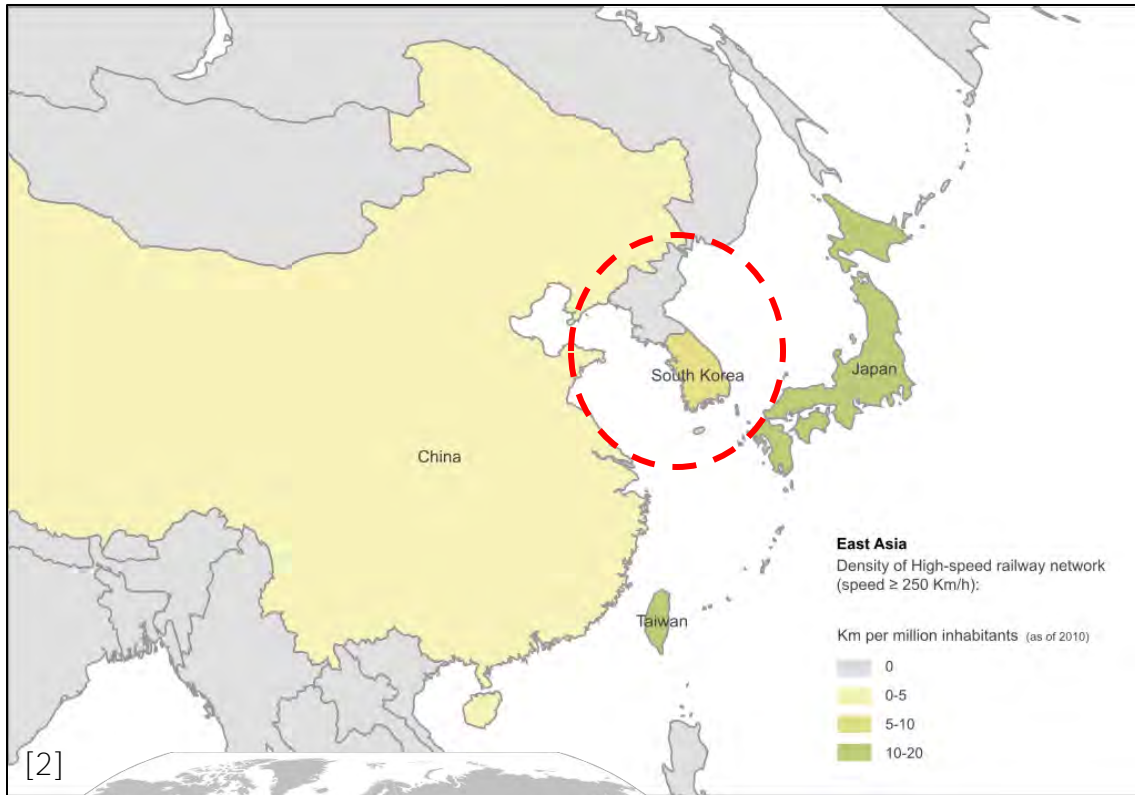 South Korea
Japan
China
Taiwan
East Asia
Density of High-speed railway network
(speed ≥ 250 Km/h):
Km per million inhabitants (as of 2010)
0
0-5
5-10
10-20
[2]